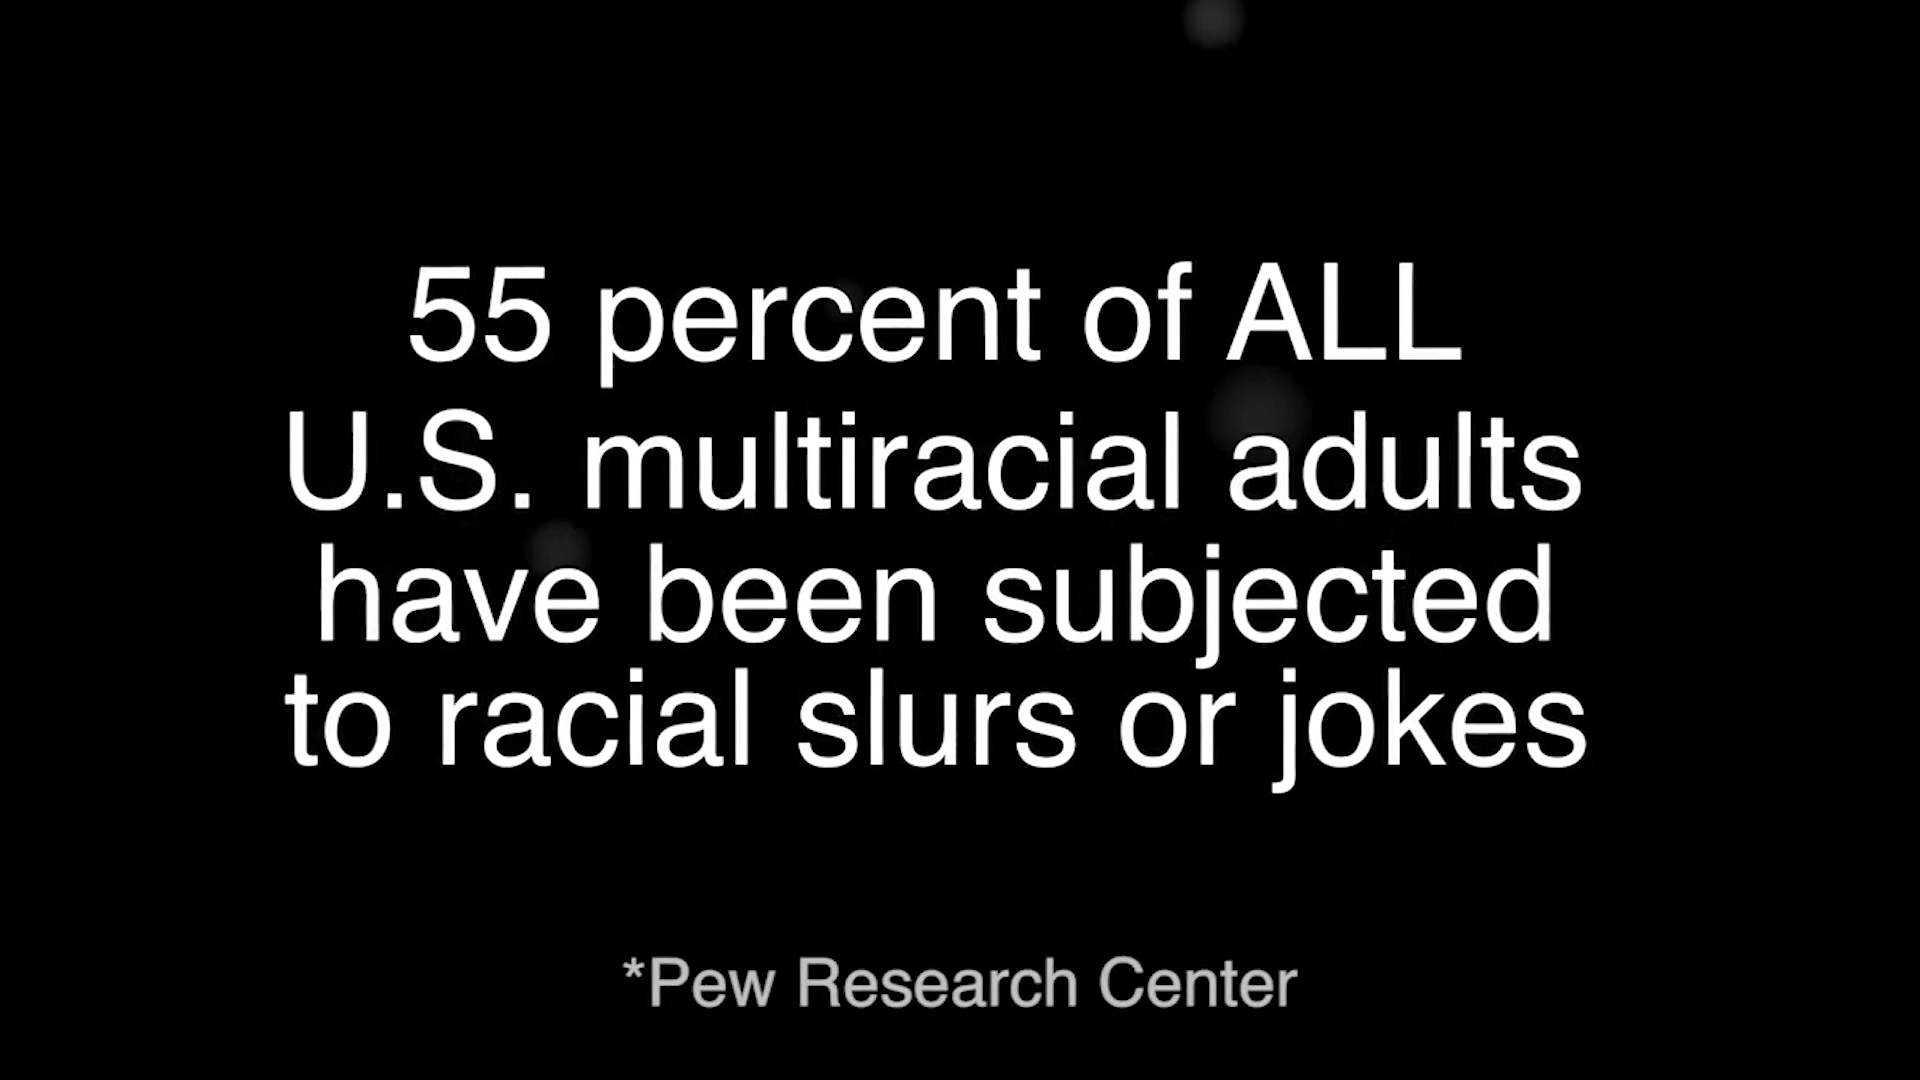 55 percent of ALL
U.S. multiracial adults
have been subjected
to racial slurs or jokes
*Pew Research Center